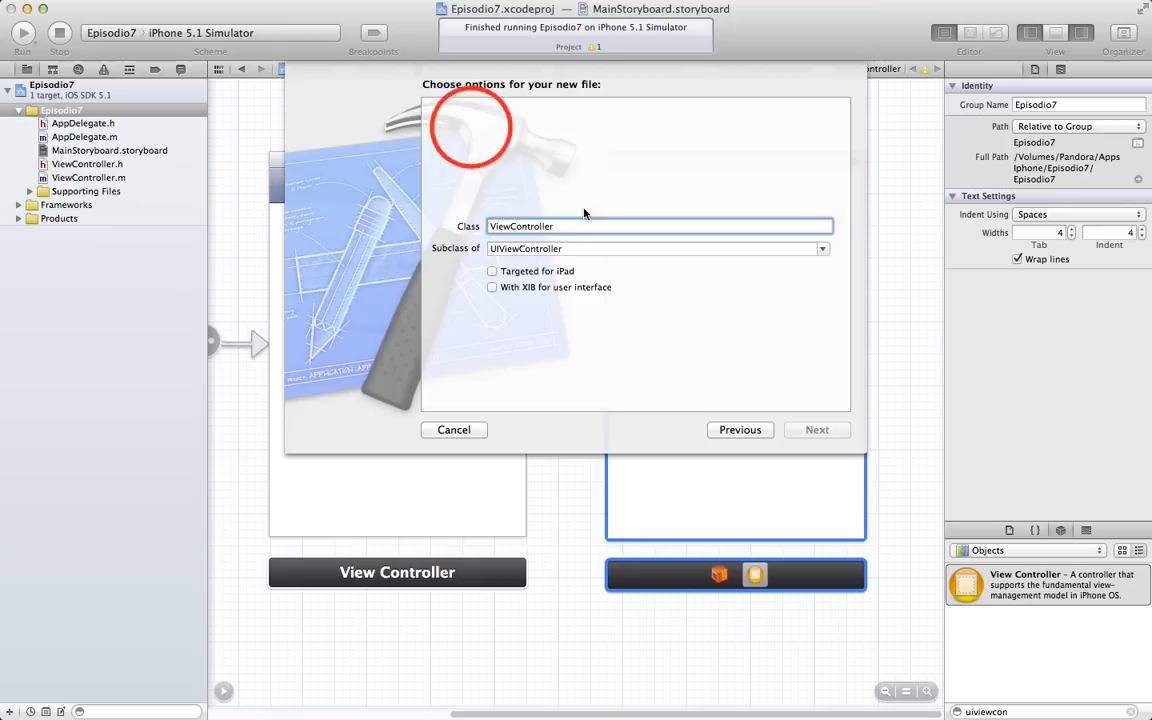 Episodio7.xcodeproj — MainStoryboard.storyboard
Run
Stop
Episodio7 › iPhone 5.1 Simulator
Scheme
Breakpoints
Finished running Episodio7 on iPhone 5.1 Simulator
Project 1
Editor
View
Organizer
Episodio7
1 target, iOS SDK 5.1
Episodio7
h AppDelegate.h
m AppDelegate.m
MainStoryboard.storyboard
h ViewController.h
m ViewController.m
Supporting Files
Frameworks
Products
Choose options for your new file:
Class ViewController
Subclass of UIViewController
Targeted for iPad
With XIB for user interface
Cancel
Previous
Next
View Controller
Identity
Group Name Episodio7
Path Relative to Group
Episodio7
Full Path /Volumes/Pandora/Apps
Iphone/Episodio7/
Episodio7
Text Settings
Indent Using Spaces
Widths 4 4
Tab Indent
Wrap lines
Objects
View Controller – A controller that
supports the fundamental view-
management model in iPhone OS.
uiviewcon